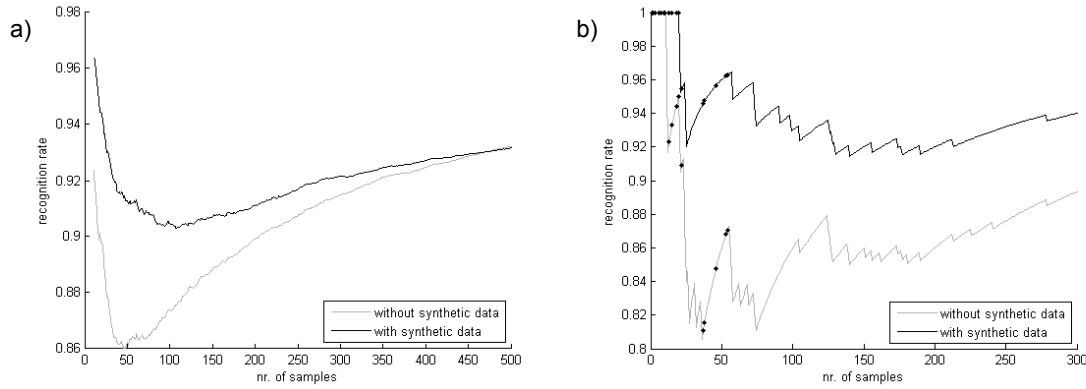 a)
0.98
0.96
0.94
0.92
0.9
0.88
0.86
recognition rate
0 50 100 150 200 250 300 350 400 450 500
nr. of samples
without synthetic data
with synthetic data
b)
1
0.98
0.96
0.94
0.92
0.9
0.88
0.86
0.84
0.82
0.8
recognition rate
0 50 100 150 200 250 300
nr. of samples
without synthetic data
with synthetic data